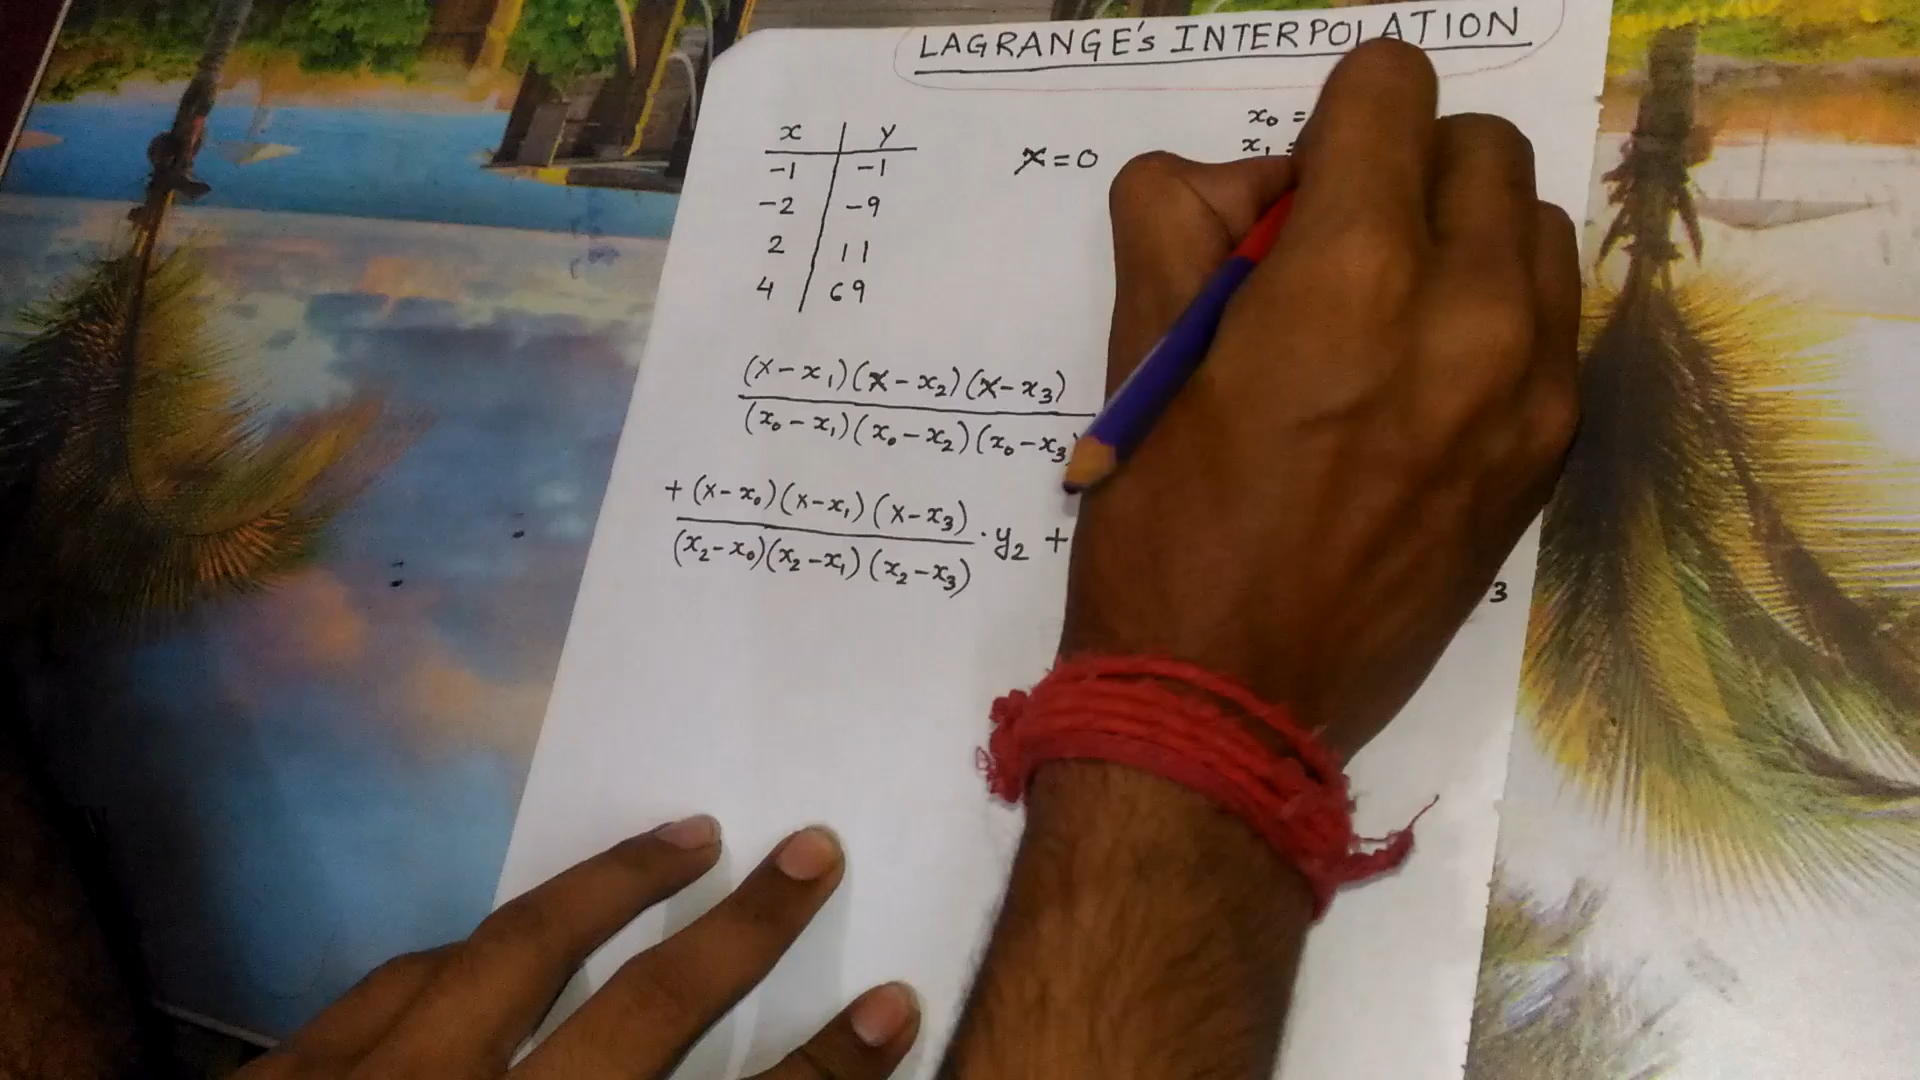 LAGRANGE's INTERPOLATION
x | y
-1 | -1
-2 | -9
2 | 11
4 | 69
x=0
x₀ =
x₁ =
(x-x₁)(x-x₂)(x-x₃)
(x₀-x₁)(x₀-x₂)(x₀-x₃)
+ (x-x₀)(x-x₁)(x-x₃)
(x₂-x₀)(x₂-x₁)(x₂-x₃)
· y₂ +
3